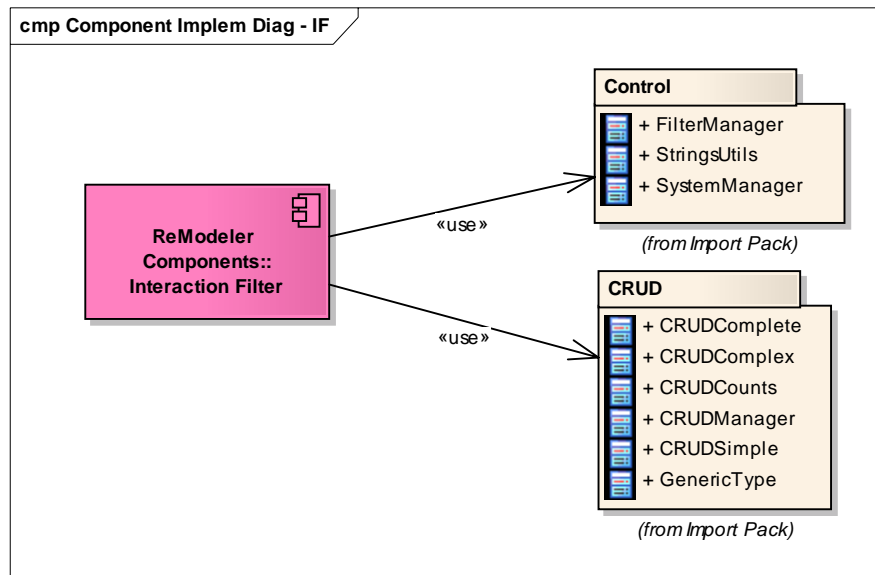 cmp Component Implem Diag - IF
Control
+ FilterManager
+ StringsUtils
+ SystemManager
(from Import Pack)
«use»
ReModeler
Components::
Interaction Filter
«use»
CRUD
+ CRUDComplete
+ CRUDComplex
+ CRUDCounts
+ CRUDManager
+ CRUDSimple
+ GenericType
(from Import Pack)